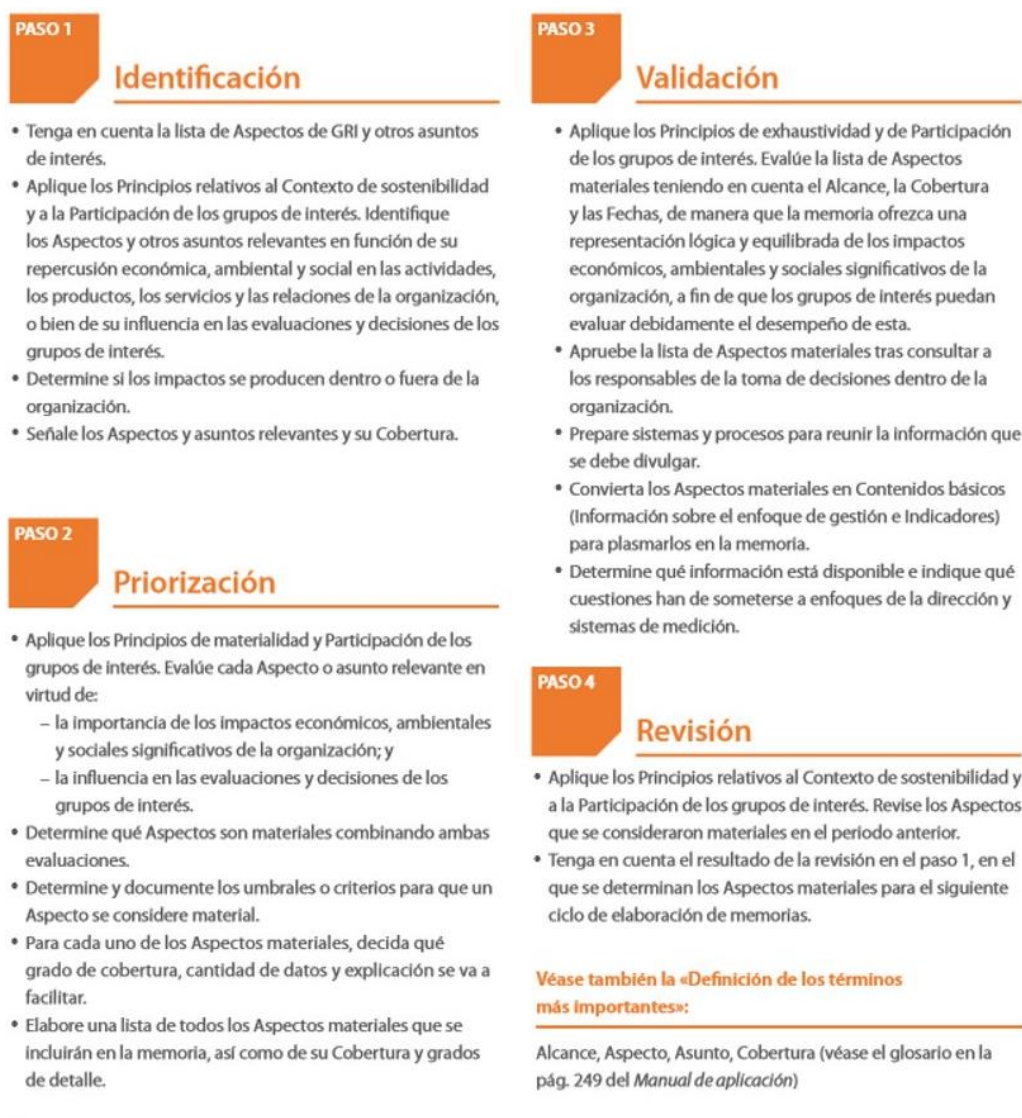 PASO 1
Identificación
• Tenga en cuenta la lista de Aspectos de GRI y otros asuntos
de interés.
• Aplique los Principios relativos al Contexto de sostenibilidad
y a la Participación de los grupos de interés. Identifique
los Aspectos y otros asuntos relevantes en función de su
repercusión económica, ambiental y social en las actividades,
los productos, los servicios y las relaciones de la organización,
o bien de su influencia en las evaluaciones y decisiones de los
grupos de interés.
• Determine si los impactos se producen dentro o fuera de la
organización.
• Señale los Aspectos y asuntos relevantes y su Cobertura.
PASO 2
Priorización
• Aplique los Principios de materialidad y Participación de los
grupos de interés. Evalúe cada Aspecto o asunto relevante en
virtud de:
– la importancia de los impactos económicos, ambientales
y sociales significativos de la organización; y
– la influencia en las evaluaciones y decisiones de los
grupos de interés.
• Determine qué Aspectos son materiales combinando ambas
evaluaciones.
• Determine y documente los umbrales o criterios para que un
Aspecto se considere material.
• Para cada uno de los Aspectos materiales, decida qué
grado de cobertura, cantidad de datos y explicación se va a
facilitar.
• Elabore una lista de todos los Aspectos materiales que se
incluirán en la memoria, así como de su Cobertura y grados
de detalle.
PASO 3
Validación
• Aplique los Principios de exhaustividad y de Participación
de los grupos de interés. Evalúe la lista de Aspectos
materiales teniendo en cuenta el Alcance, la Cobertura
y las Fechas, de manera que la memoria ofrezca una
representación lógica y equilibrada de los impactos
económicos, ambientales y sociales significativos de la
organización, a fin de que los grupos de interés puedan
evaluar debidamente el desempeño de esta.
• Apruebe la lista de Aspectos materiales tras consultar a
los responsables de la toma de decisiones dentro de la
organización.
• Prepare sistemas y procesos para reunir la información que
se debe divulgar.
• Convierta los Aspectos materiales en Contenidos básicos
(Información sobre el enfoque de gestión e Indicadores)
para plasmarlos en la memoria.
• Determine qué información está disponible e indique qué
cuestiones han de someterse a enfoques de la dirección y
sistemas de medición.
PASO 4
Revisión
• Aplique los Principios relativos al Contexto de sostenibilidad y
a la Participación de los grupos de interés. Revise los Aspectos
que se consideraron materiales en el periodo anterior.
• Tenga en cuenta el resultado de la revisión en el paso 1, en el
que se determinan los Aspectos materiales para el siguiente
ciclo de elaboración de memorias.
Véase también la «Definición de los términos
más importantes»:
Alcance, Aspecto, Asunto, Cobertura (véase el glosario en la
pág. 249 del Manual de aplicación)